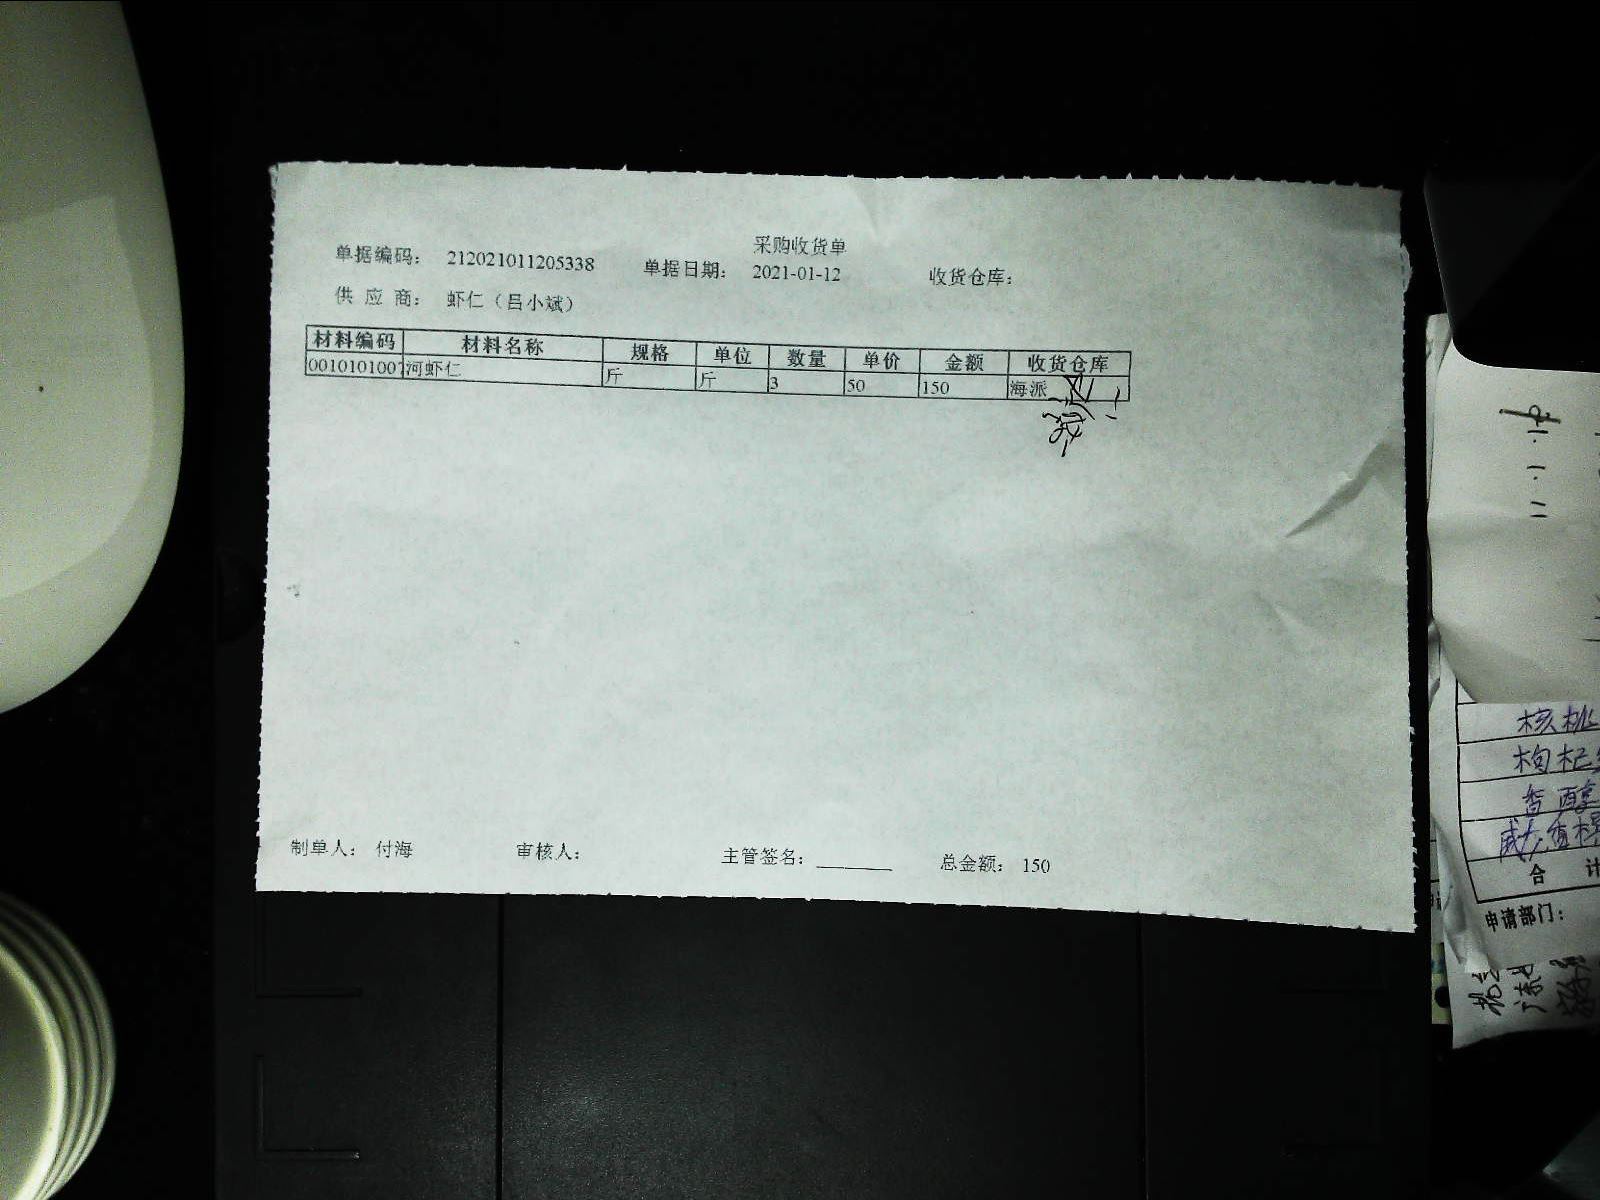 采购收货单
单据编码： 212021011205338 单据日期： 2021-01-12 收货仓库：
供 应 商： 虾仁（吕小斌）
材料编码 材料名称 规格 单位 数量 单价 金额 收货仓库
0010101007 河虾仁 斤 斤 3 50 150 海派
制单人： 付海 审核人： 主管签名： 总金额： 150
核桃
枸杞
香醇
合 计
申请部门：